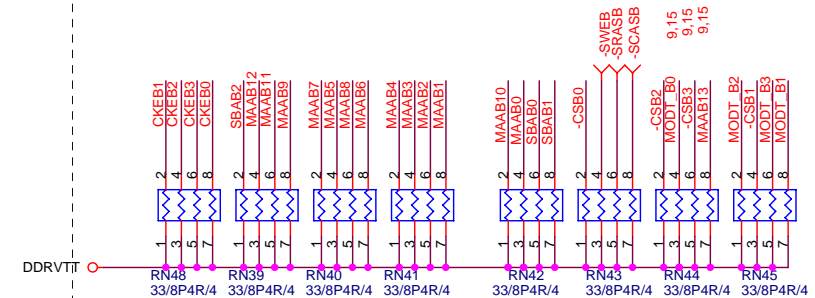 -SWEB
-SRASB
-SCASB
9,15
9,15
9,15
CKEB1
CKEB2
CKEB3
CKEB0
SBAB2
MAAB12
MAAB11
MAAB9
MAAB7
MAAB5
MAAB8
MAAB6
MAAB4
MAAB3
MAAB2
MAAB1
MAAB10
MAAB0
SBAB0
SBAB1
-CSB0
-CSB2
MODT_B0
-CSB3
MAAB13
MODT_B2
-CSB1
MODT_B3
MODT_B1
2 4 6 8
2 4 6 8
2 4 6 8
2 4 6 8
2 4 6 8
2 4 6 8
2 4 6 8
2 4 6 8
1 3 5 7
1 3 5 7
1 3 5 7
1 3 5 7
1 3 5 7
1 3 5 7
1 3 5 7
1 3 5 7
DDRVTT
RN48
33/8P4R/4
RN39
33/8P4R/4
RN40
33/8P4R/4
RN41
33/8P4R/4
RN42
33/8P4R/4
RN43
33/8P4R/4
RN44
33/8P4R/4
RN45
33/8P4R/4